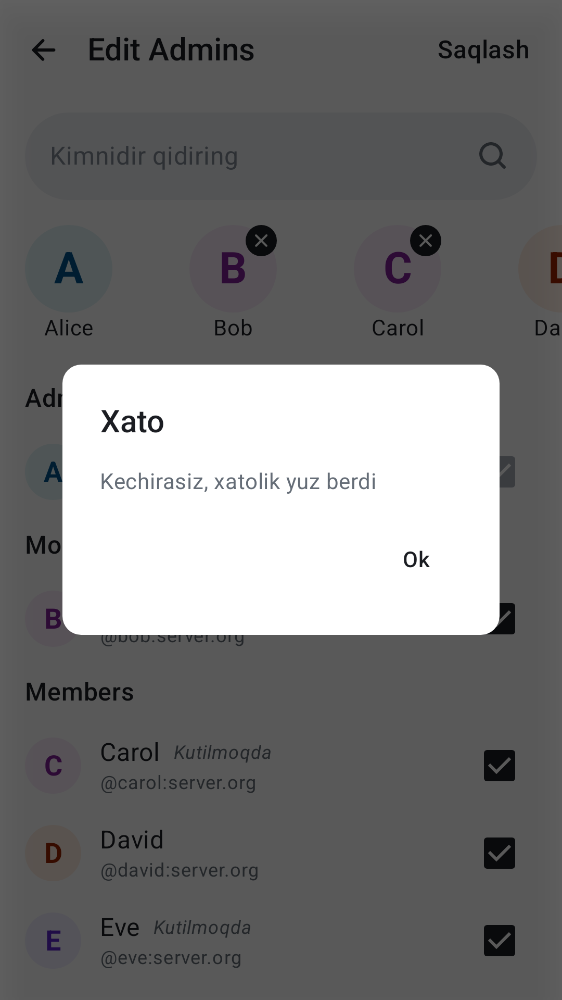 Edit Admins
Saqlash
Kimnidir qidiring
A
B
C
D
Alice
Bob
Carol
Da
Adr
Xato
Kechirasiz, xatolik yuz berdi
Ok
A
Mo
B
@bob:server.org
Members
C
Carol Kutilmoqda
@carol:server.org
D
David
@david:server.org
E
Eve Kutilmoqda
@eve:server.org